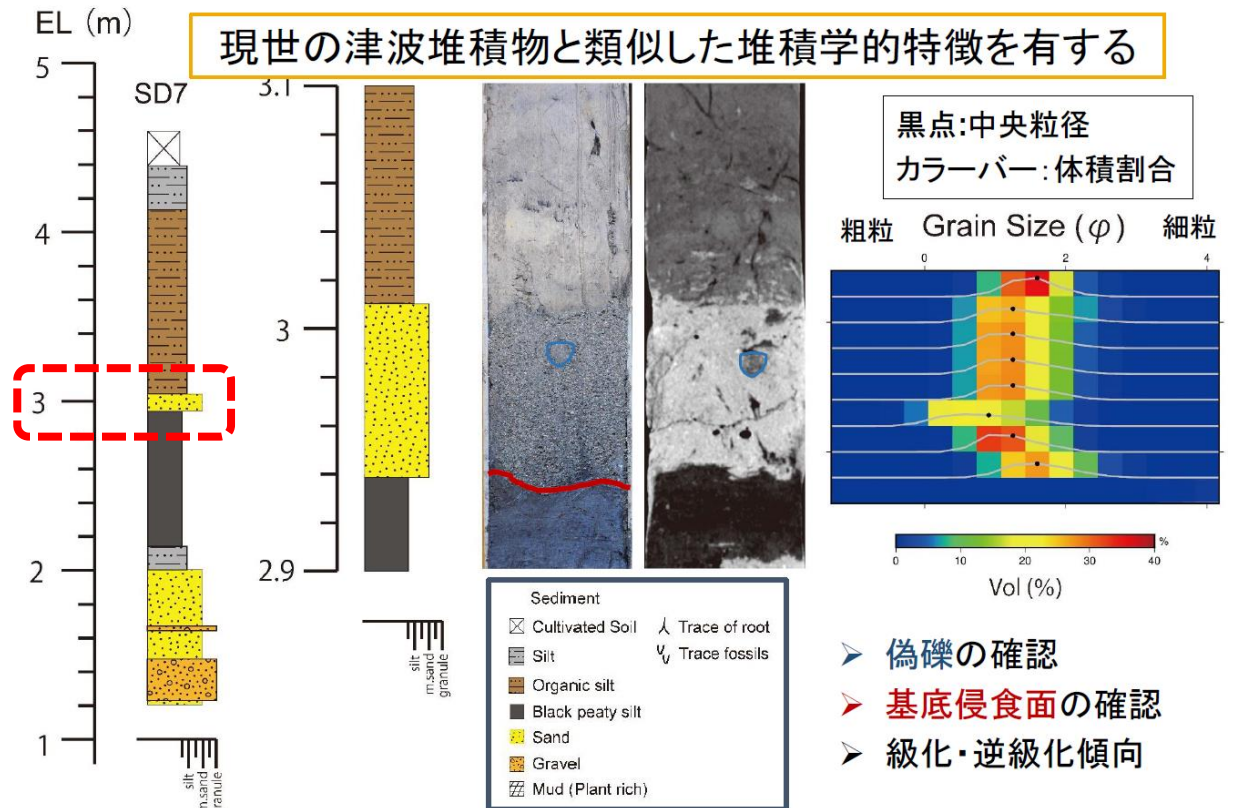 EL (m)
現世の津波堆積物と類似した堆積学的特徴を有する
5
4
3
2
1
SD7
silt
m.sand
granule
3.1
3
2.9
silt
m.sand
granule
黒点:中央粒径
カラーバー:体積割合
粗粒 Grain Size (φ) 細粒
0 2 4
%
0 10 20 30 40
Vol (%)
Sediment
Cultivated Soil
Silt
Organic silt
Black peaty silt
Sand
Gravel
Mud (Plant rich)
Trace of root
Trace fossils
➢ 偽礫の確認
➢ 基底侵食面の確認
➢ 級化・逆級化傾向